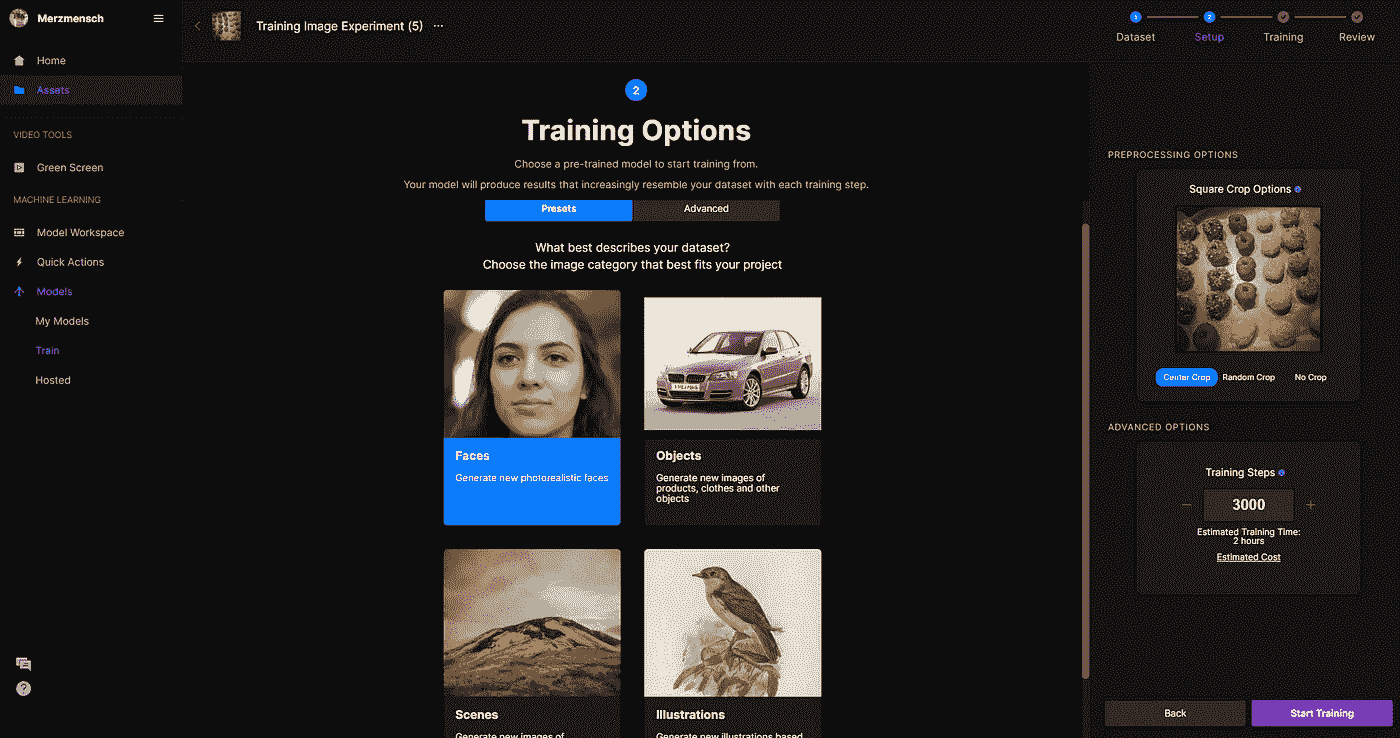 Merzmensch
Home
Assets
VIDEO TOOLS
Green Screen
MACHINE LEARNING
Model Workspace
Quick Actions
Models
My Models
Train
Hosted
Training Image Experiment (5) ...
1
2
Dataset
Setup
Training
Review
2
Training Options
Choose a pre-trained model to start training from.
Your model will produce results that increasingly resemble your dataset with each training step.
Presets
Advanced
What best describes your dataset?
Choose the image category that best fits your project
Faces
Generate new photorealistic faces
Objects
Generate new images of
products, clothes and other
objects
Scenes
Generate new images of
Illustrations
Generate new illustrations based
PREPROCESSING OPTIONS
Square Crop Options
Center Crop
Random Crop
No Crop
ADVANCED OPTIONS
Training Steps
3000
Estimated Training Time:
2 hours
Estimated Cost
Back
Start Training